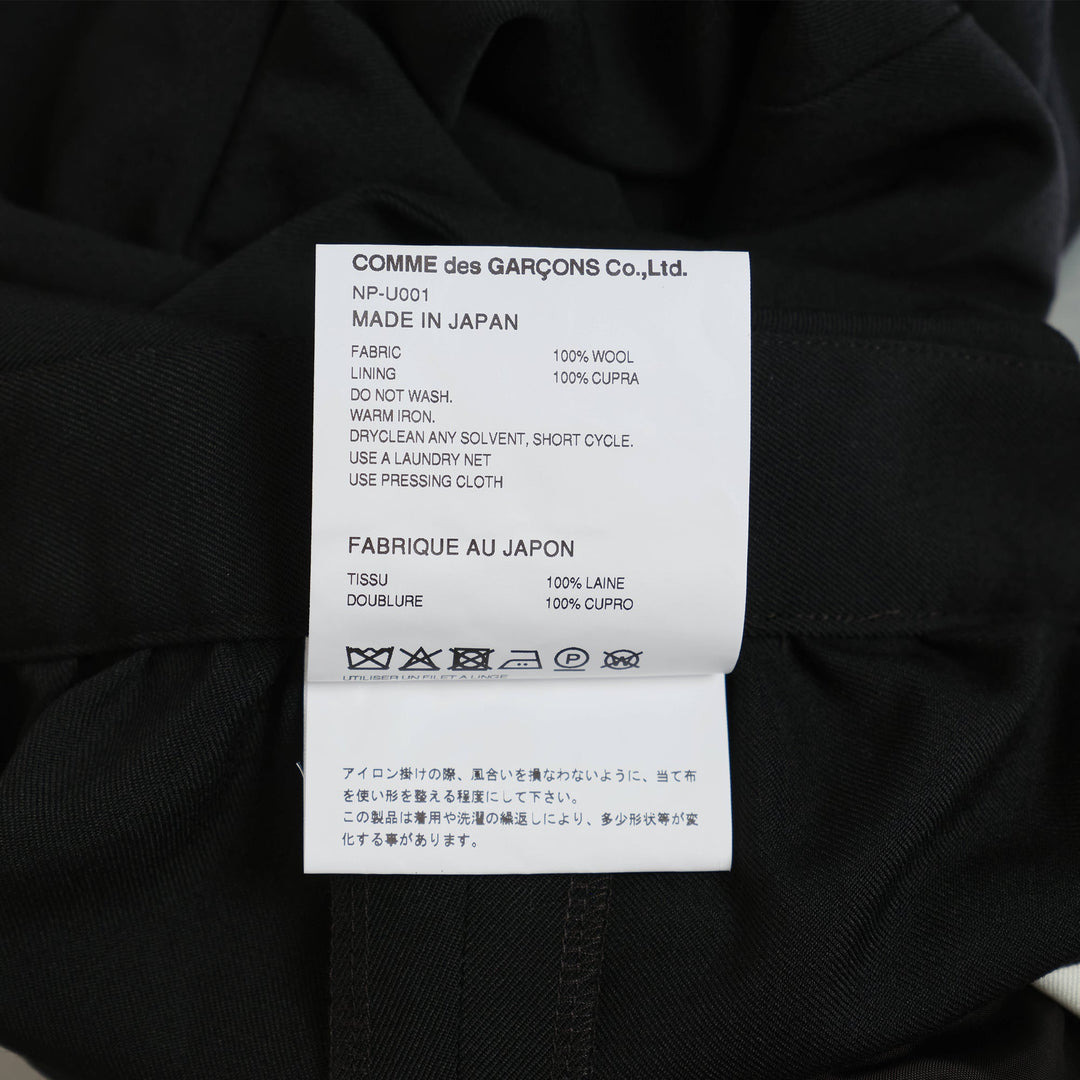 COMME des GARÇONS Co.,Ltd.
NP-U001
MADE IN JAPAN
FABRIC 100% WOOL
LINING 100% CUPRA
DO NOT WASH.
WARM IRON.
DRYCLEAN ANY SOLVENT, SHORT CYCLE.
USE A LAUNDRY NET
USE PRESSING CLOTH
FABRIQUE AU JAPON
TISSU 100% LAINE
DOUBLURE 100% CUPRO
P
W
UTILISER UN FILET A LINGE
アイロン掛けの際、風合いを損なわないように、当て布
を使い形を整える程度にして下さい。
この製品は着用や洗濯の繰返しにより、多少形状等が変
化する事があります。